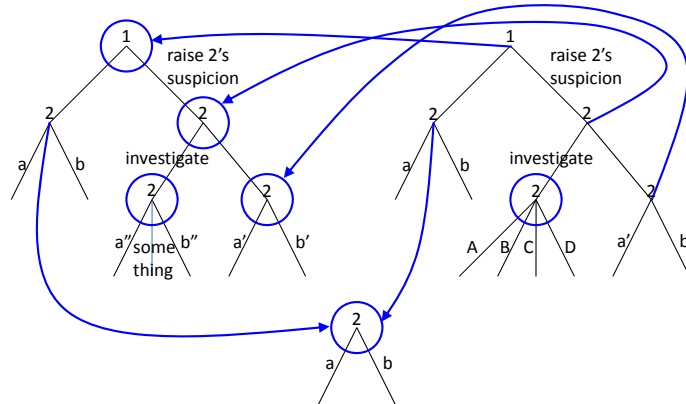 1
raise 2's
suspicion
2
2
a
b
investigate
2
2
a"
some
thing
b"
a'
b'
1
raise 2's
suspicion
2
2
a
b
investigate
2
2
A
B
C
D
a'
b'
2
a
b